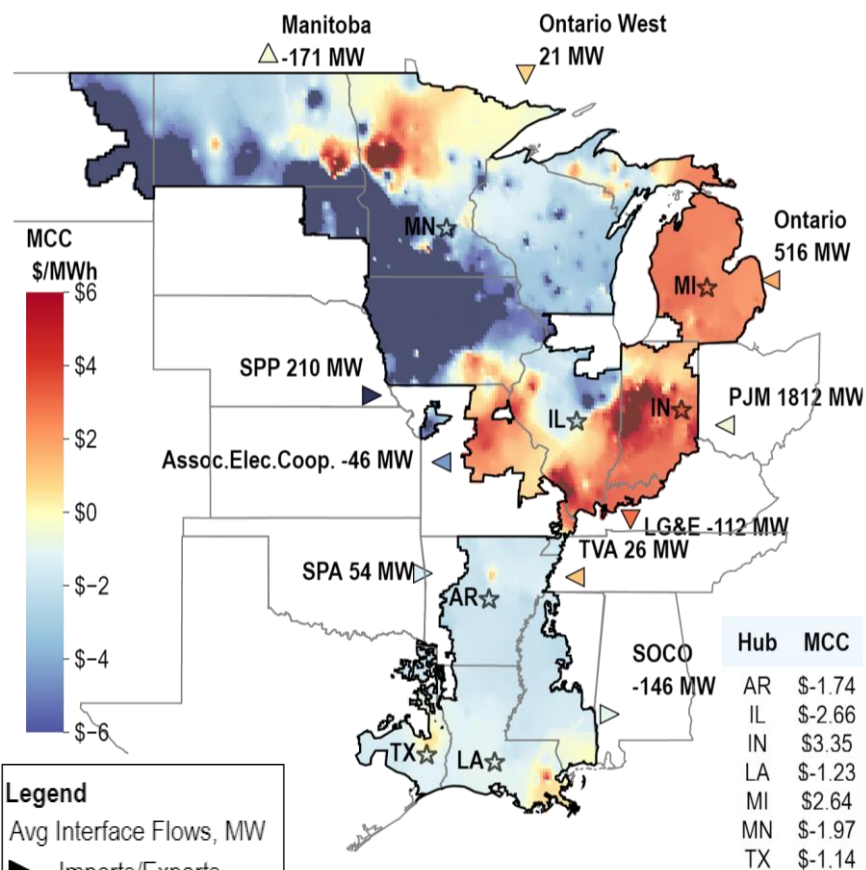 Manitoba
-171 MW
Ontario West
21 MW
Ontario
516 MW
MCC
$/MWh
$6
$4
$2
$0
$−2
$−4
$−6
MN
MI
SPP 210 MW
IL
IN
PJM 1812 MW
Assoc.Elec.Coop. -46 MW
LG&E -112 MW
TVA 26 MW
SPA 54 MW
AR
SOCO
-146 MW
TX
LA
Hub MCC
AR $-1.74
IL $-2.66
IN $3.35
LA $-1.23
MI $2.64
MN $-1.97
TX $-1.14
Legend
Avg Interface Flows, MW
Imports/Exports